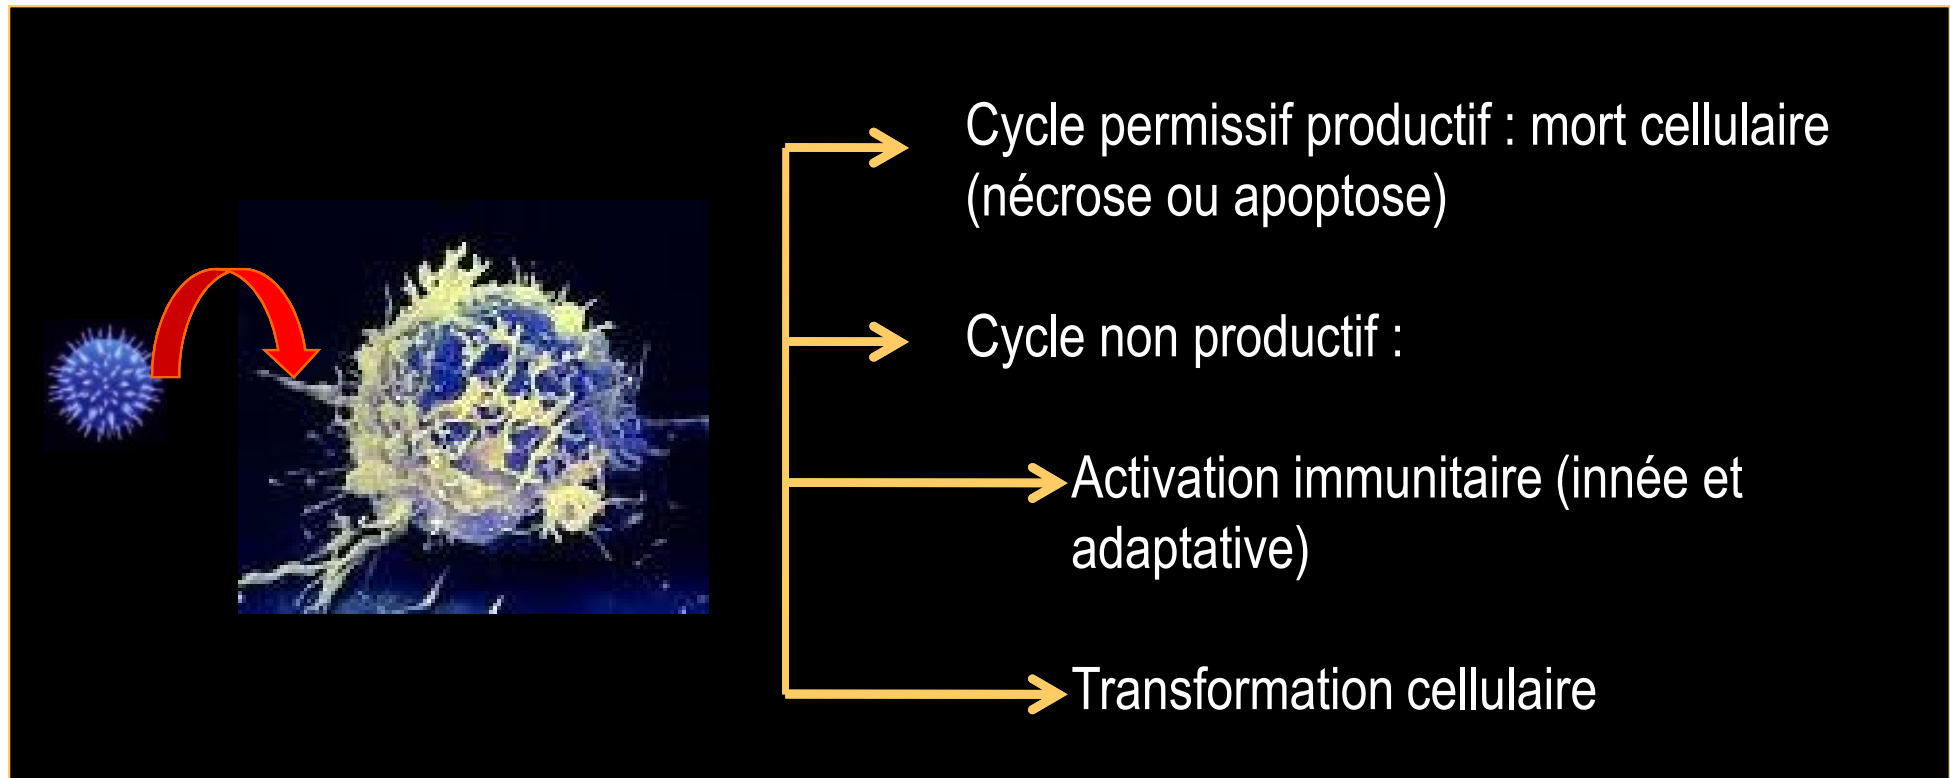 Cycle permissif productif : mort cellulaire
(nécrose ou apoptose)
Cycle non productif :
Activation immunitaire (innée et
adaptative)
Transformation cellulaire